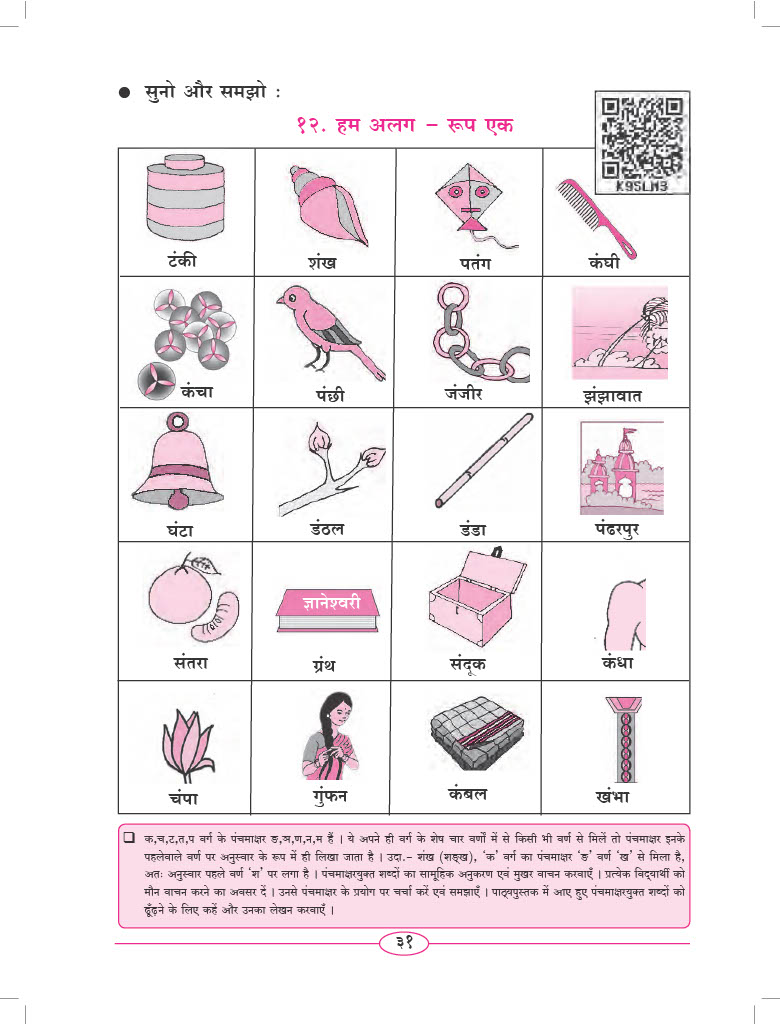 ● सुनो और समझो :
१२. हम अलग – रूप एक
K9SLM3
टंकी शंख पतंग कंघी
कंचा पंछी जंजीर झंझावात
घंटा डंठल डंडा पंढरपुर
ज्ञानेश्वरी
संतरा ग्रंथ संदूक कंधा
चंपा गुंफन कंबल खंभा
❑ क,च,ट,त,प वर्ग के पंचमाक्षर ङ,ञ,ण,न,म हैं । ये अपने ही वर्ग के शेष चार वर्णों में से किसी भी वर्ण से मिलें तो पंचमाक्षर इनके
पहलेवाले वर्ण पर अनुस्वार के रूप में ही लिखा जाता है । उदा.– शंख (शङ्ख), ‘क’ वर्ग का पंचमाक्षर ‘ङ’ वर्ण ‘ख’ से मिला है,
अतः अनुस्वार पहले वर्ण ‘श’ पर लगा है । पंचमाक्षरयुक्त शब्दों का सामूहिक अनुकरण एवं मुखर वाचन करवाएँ । प्रत्येक विद्यार्थी को
मौन वाचन करने का अवसर दें । उनसे पंचमाक्षर के प्रयोग पर चर्चा करें एवं समझाएँ । पाठ्यपुस्तक में आए हुए पंचमाक्षरयुक्त शब्दों को
ढूँढ़ने के लिए कहें और उनका लेखन करवाएँ ।
३१